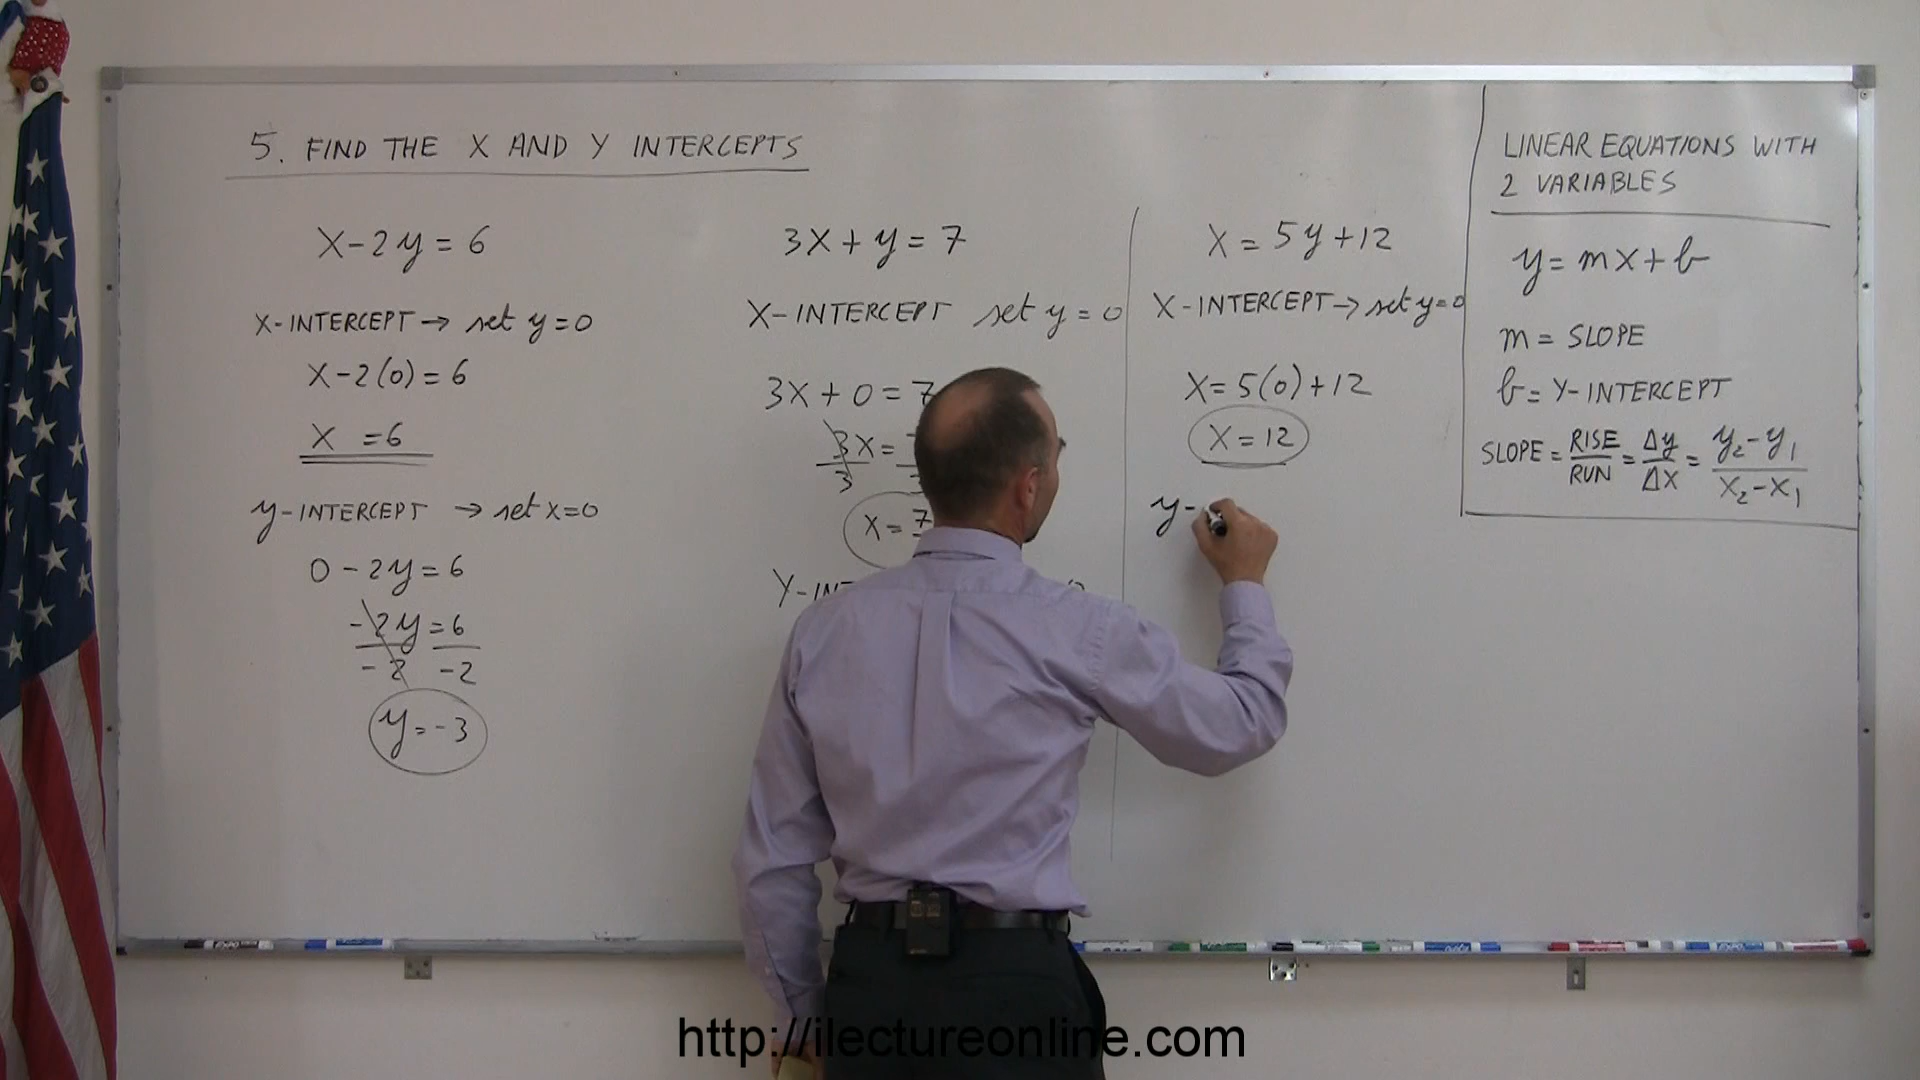 5. FIND THE X AND Y INTERCEPTS
X-2y=6
X-INTERCEPT → set y=0
X-2(0)=6
X =6
y-INTERCEPT → set x=0
0-2y=6
-2y=6
-2 -2
y=-3
3X+y=7
X-INTERCEPT set y=0
3X+0=7
3X=
3
X=7
Y-INT
X=5y+12
X-INTERCEPT→set y=0
X=5(0)+12
X=12
y-
LINEAR EQUATIONS WITH
2 VARIABLES
y=mX+b
m=SLOPE
b=Y-INTERCEPT
SLOPE=RISE/RUN=Δy/ΔX=y₂-y₁/X₂-X₁
http://ilectureonline.com